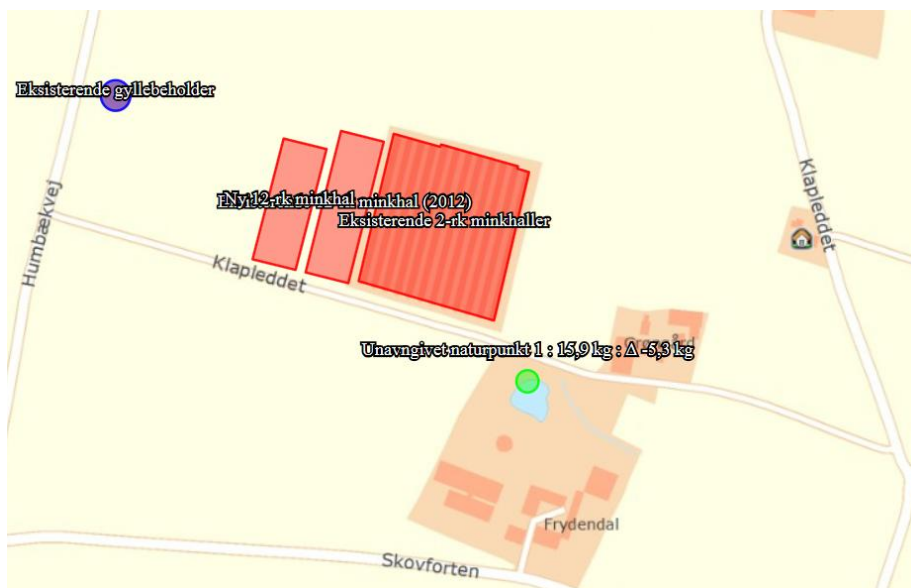 Eksisterende gyllebeholder
Klapleddet
Humbækvej
Ny 12-rk minkhal
minkhal (2012)
Eksisterende 2-rk minkhaller
Klapleddet
Unavngivet naturpunkt 1 : 15,9 kg : Δ -5,3 kg
Frydendal
Skovforten